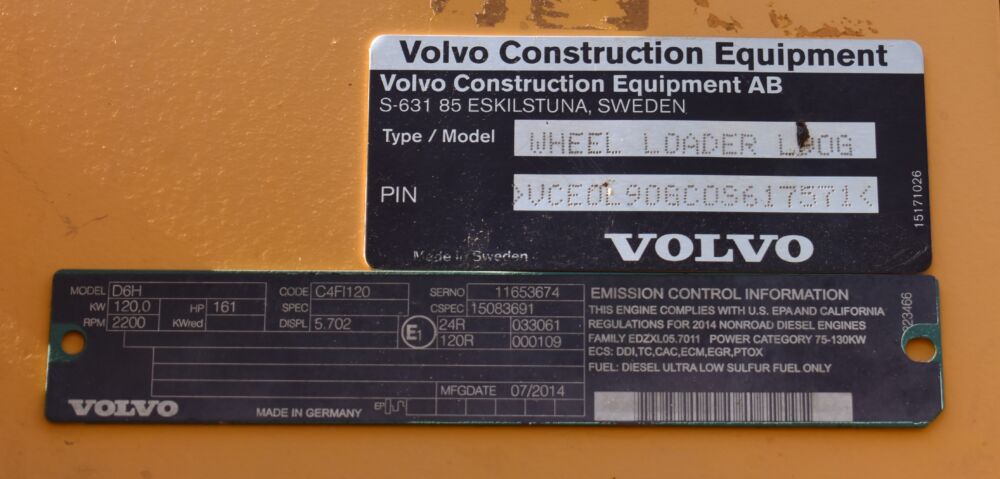 Volvo Construction Equipment
Volvo Construction Equipment AB
S-631 85 ESKILSTUNA, SWEDEN
Type / Model WHEEL LOADER L90G
PIN >VCE0L90GC0S617571<
15171026
Made in Sweden VOLVO
MODEL D6H CODE C4FI120 SERNO 11653674
KW 120,0 HP 161 SPEC CSPEC 15083691
RPM 2200 KWred DISPL 5.702 E1 24R 033061
120R 000109
MFGDATE 07/2014
VOLVO MADE IN GERMANY EP
EMISSION CONTROL INFORMATION
THIS ENGINE COMPLIES WITH U.S. EPA AND CALIFORNIA
REGULATIONS FOR 2014 NONROAD DIESEL ENGINES
FAMILY EDZXL05.7011 POWER CATEGORY 75-130KW
ECS: DDI,TC,CAC,ECM,EGR,PTOX
FUEL: DIESEL ULTRA LOW SULFUR FUEL ONLY